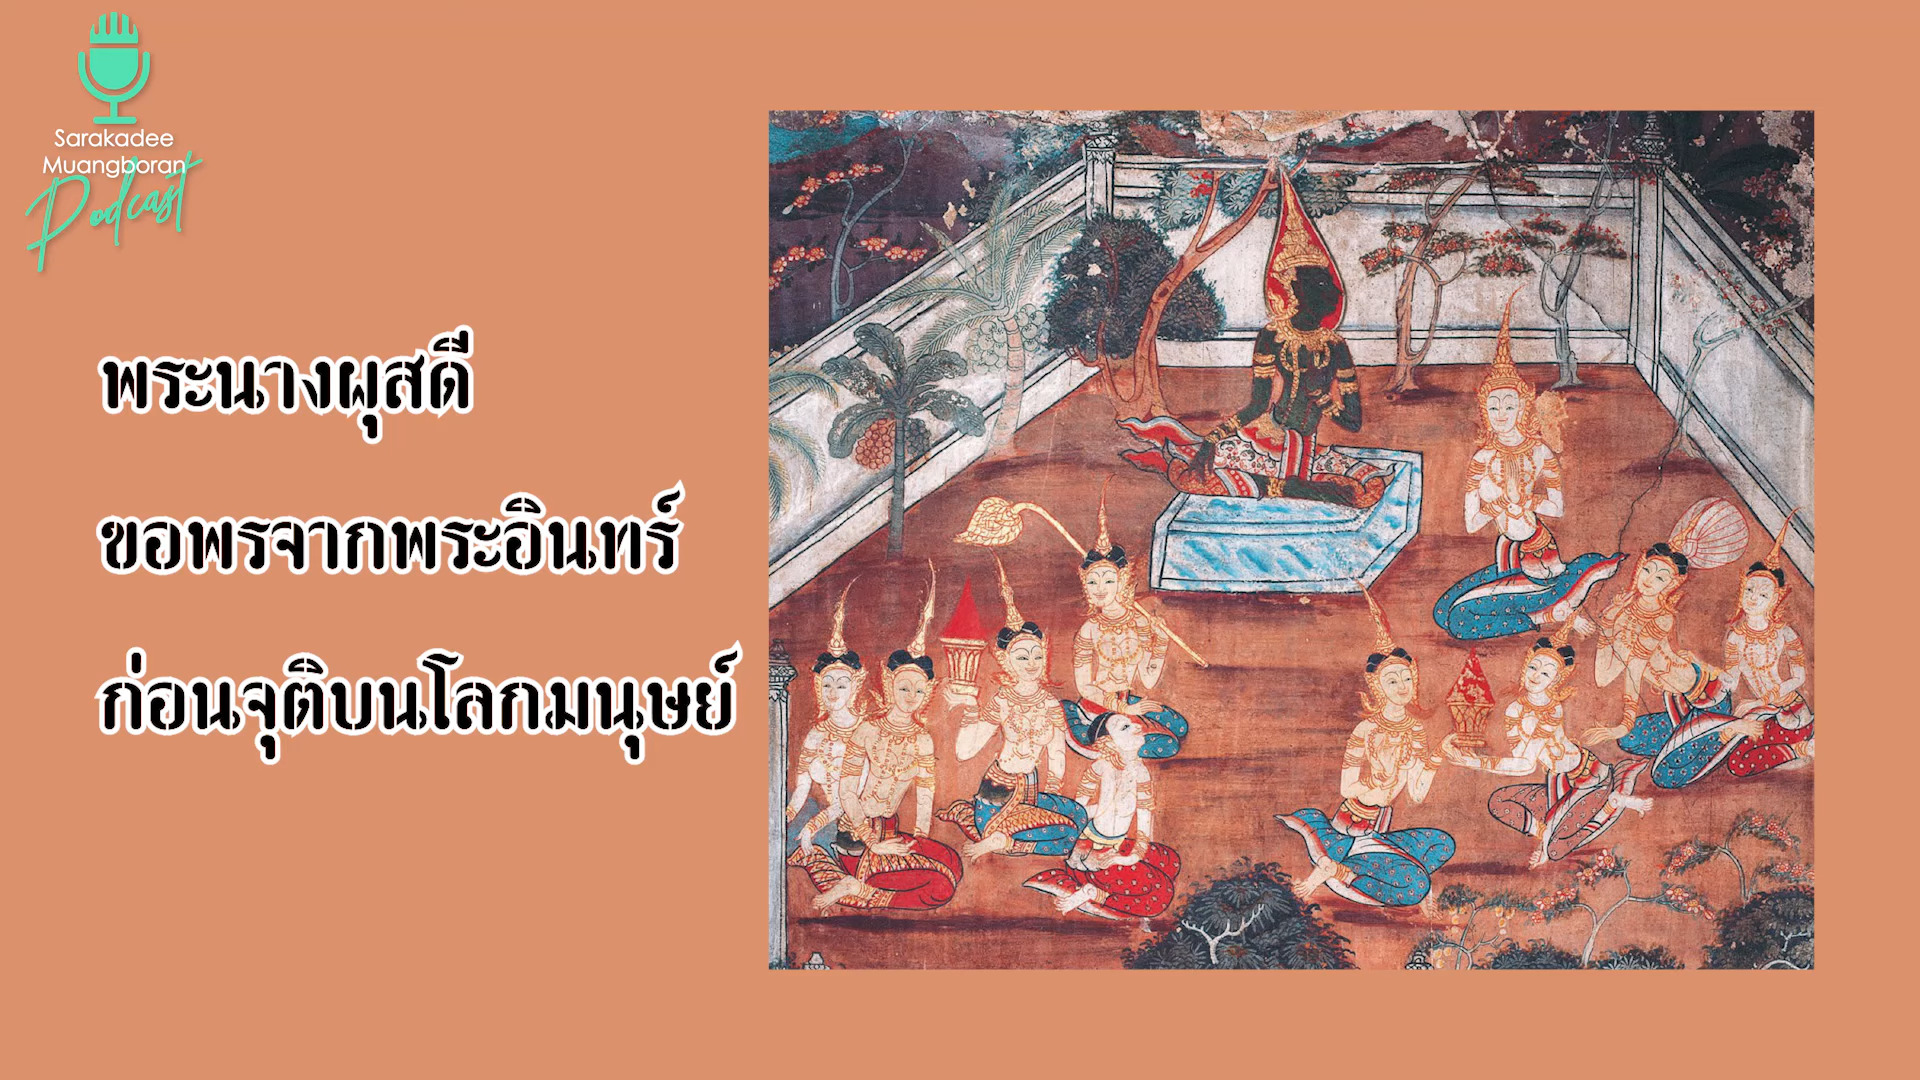 Sarakadee
Muangboran
Podcast
พระนางผุสดี
ขอพรจากพระอินทร์
ก่อนจุติบนโลกมนุษย์